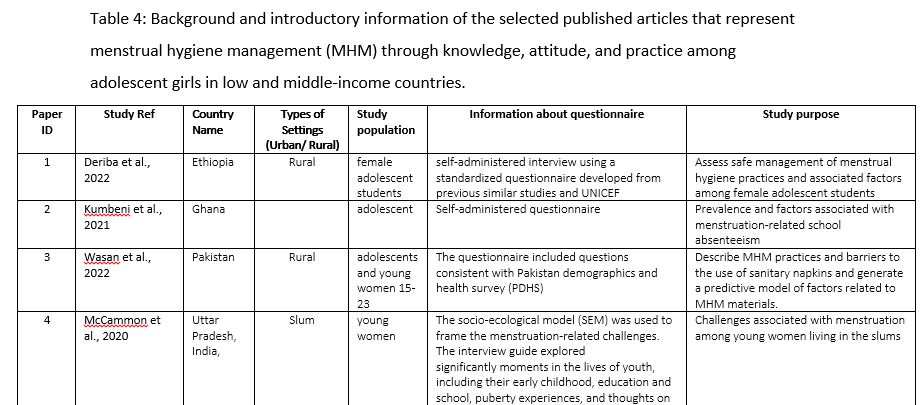 Table 4: Background and introductory information of the selected published articles that represent
menstrual hygiene management (MHM) through knowledge, attitude, and practice among
adolescent girls in low and middle-income countries.
Paper ID | Study Ref | Country Name | Types of Settings (Urban/ Rural) | Study population | Information about questionnaire | Study purpose
1 | Deriba et al., 2022 | Ethiopia | Rural | female adolescent students | self-administered interview using a standardized questionnaire developed from previous similar studies and UNICEF | Assess safe management of menstrual hygiene practices and associated factors among female adolescent students
2 | Kumbeni et al., 2021 | Ghana | | adolescent | Self-administered questionnaire | Prevalence and factors associated with menstruation-related school absenteeism
3 | Wasan et al., 2022 | Pakistan | Rural | adolescents and young women 15-23 | The questionnaire included questions consistent with Pakistan demographics and health survey (PDHS) | Describe MHM practices and barriers to the use of sanitary napkins and generate a predictive model of factors related to MHM materials.
4 | McCammon et al., 2020 | Uttar Pradesh, India, | Slum | young women | The socio-ecological model (SEM) was used to frame the menstruation-related challenges. The interview guide explored significantly moments in the lives of youth, including their early childhood, education and school, puberty experiences, and thoughts on | Challenges associated with menstruation among young women living in the slums